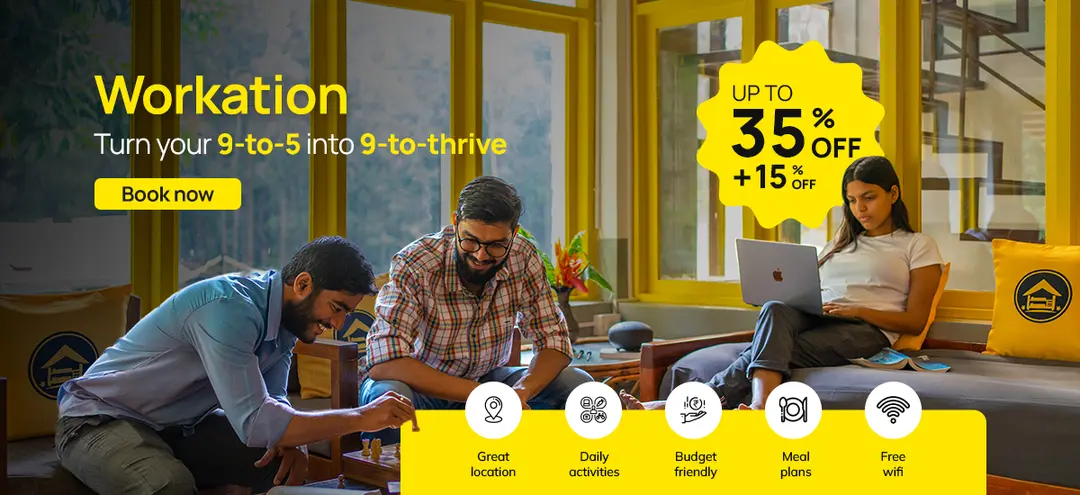 Workation
Turn your 9-to-5 into 9-to-thrive
Book now
UP TO
35% OFF
+15% OFF
Great
location
Daily
activities
Budget
friendly
Meal
plans
Free
wifi